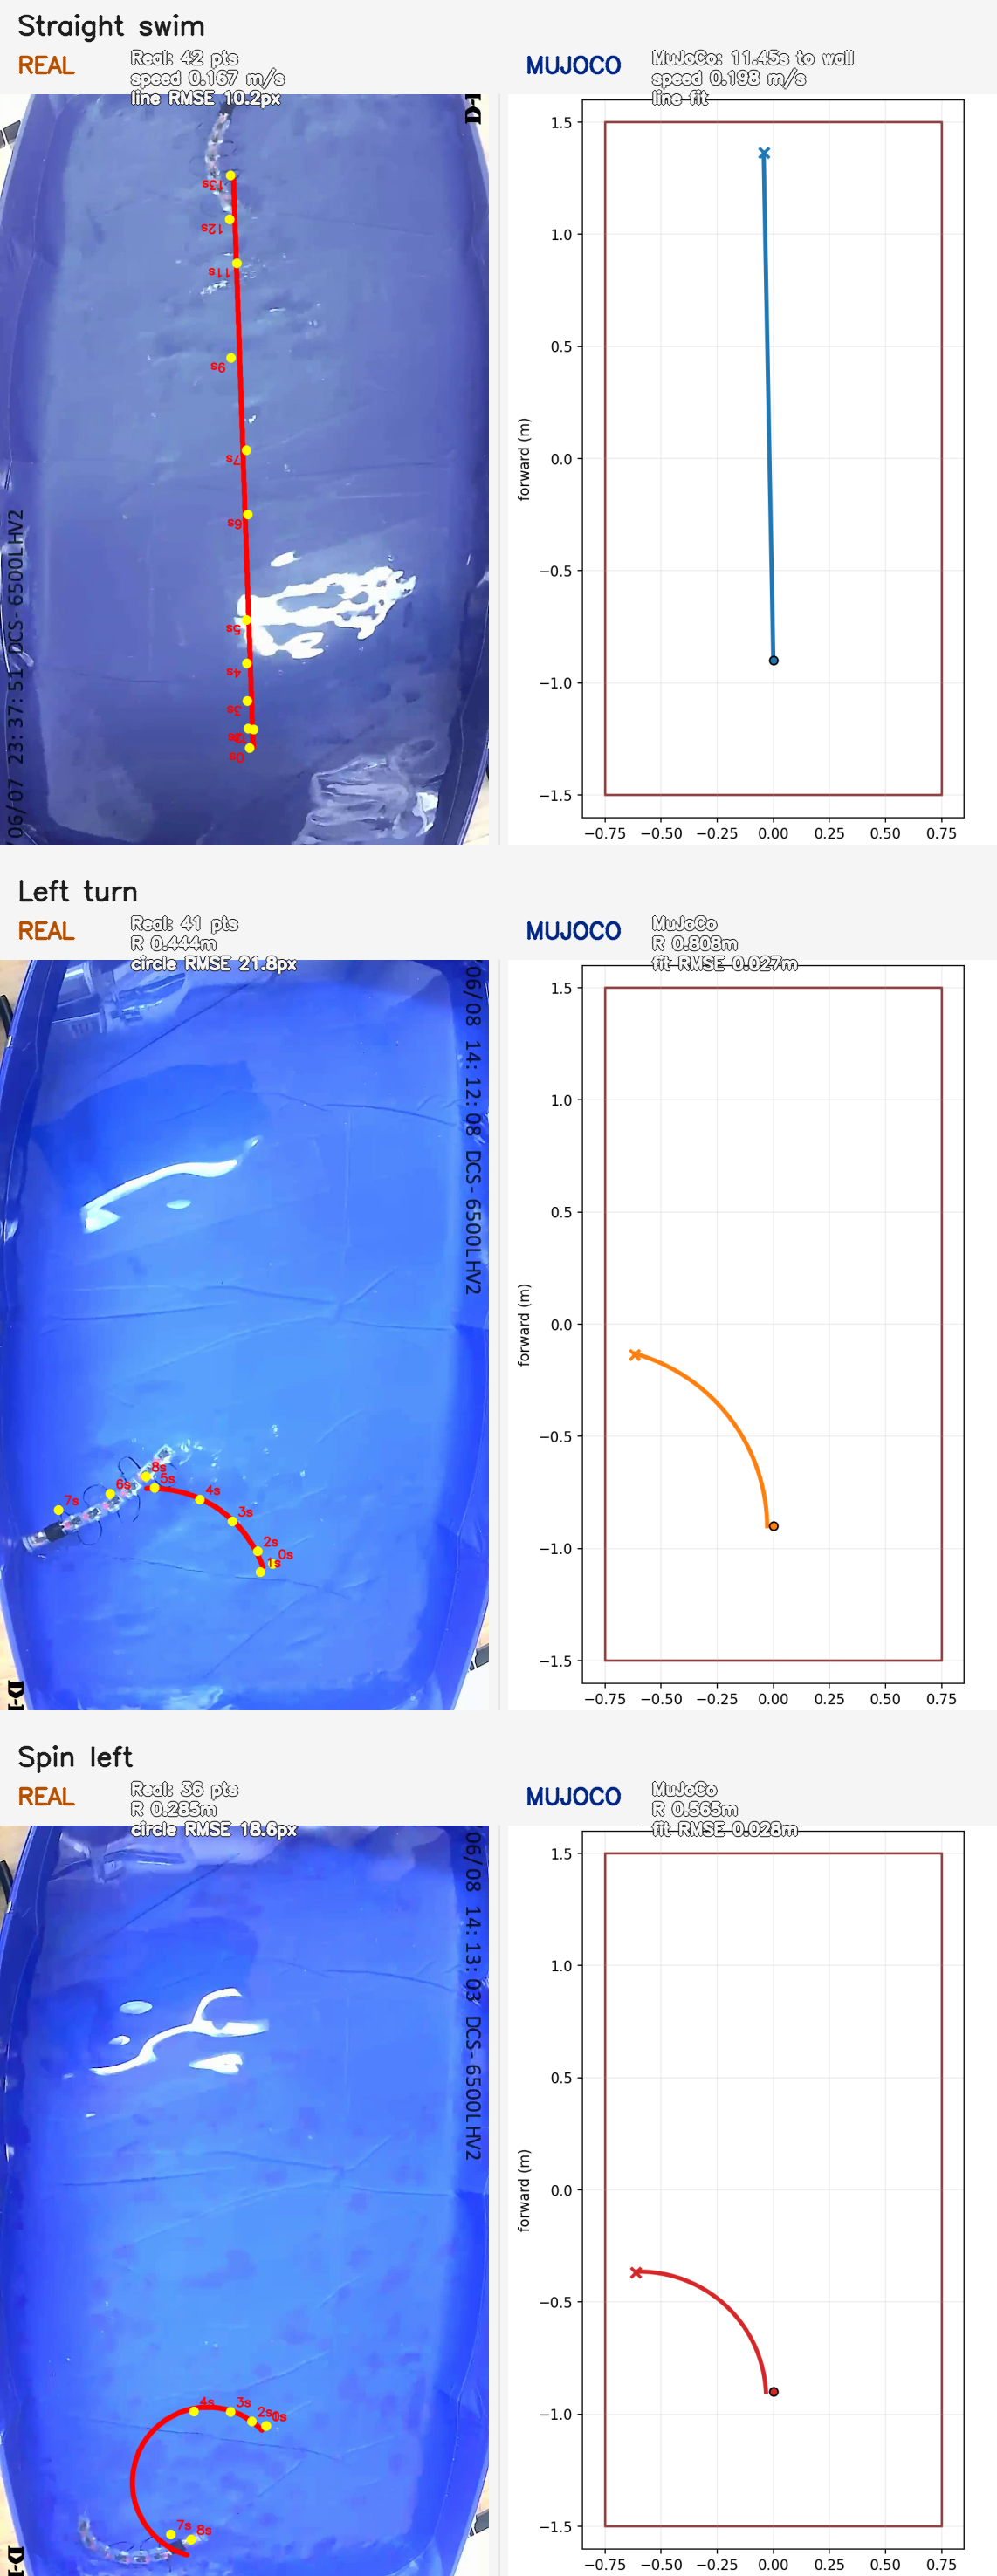 Straight swim
REAL
Real: 42 pts
speed 0.167 m/s
line RMSE 10.2px
MUJOCO
MuJoCo: 11.45s to wall
speed 0.198 m/s
line fit
13s
12s
11s
9s
7s
6s
5s
4s
3s
0s
06/07 23:37:51 DCS-6500LHV2
forward (m)
1.5
1.0
0.5
0.0
−0.5
−1.0
−1.5
−0.75 −0.50 −0.25 0.00 0.25 0.50 0.75
Left turn
REAL
Real: 41 pts
R 0.444m
circle RMSE 21.8px
MUJOCO
MuJoCo
R 0.808m
fit RMSE 0.027m
06/08 14:12:08 DCS-6500LHV2
8s
5s
6s
7s
4s
3s
2s
0s
1s
forward (m)
1.5
1.0
0.5
0.0
−0.5
−1.0
−1.5
−0.75 −0.50 −0.25 0.00 0.25 0.50 0.75
Spin left
REAL
Real: 36 pts
R 0.285m
circle RMSE 18.6px
MUJOCO
MuJoCo
R 0.565m
fit RMSE 0.028m
06/08 14:13:03 DCS-6500LHV2
4s
3s
2s
7s
8s
forward (m)
1.5
1.0
0.5
0.0
−0.5
−1.0
−1.5
−0.75 −0.50 −0.25 0.00 0.25 0.50 0.75